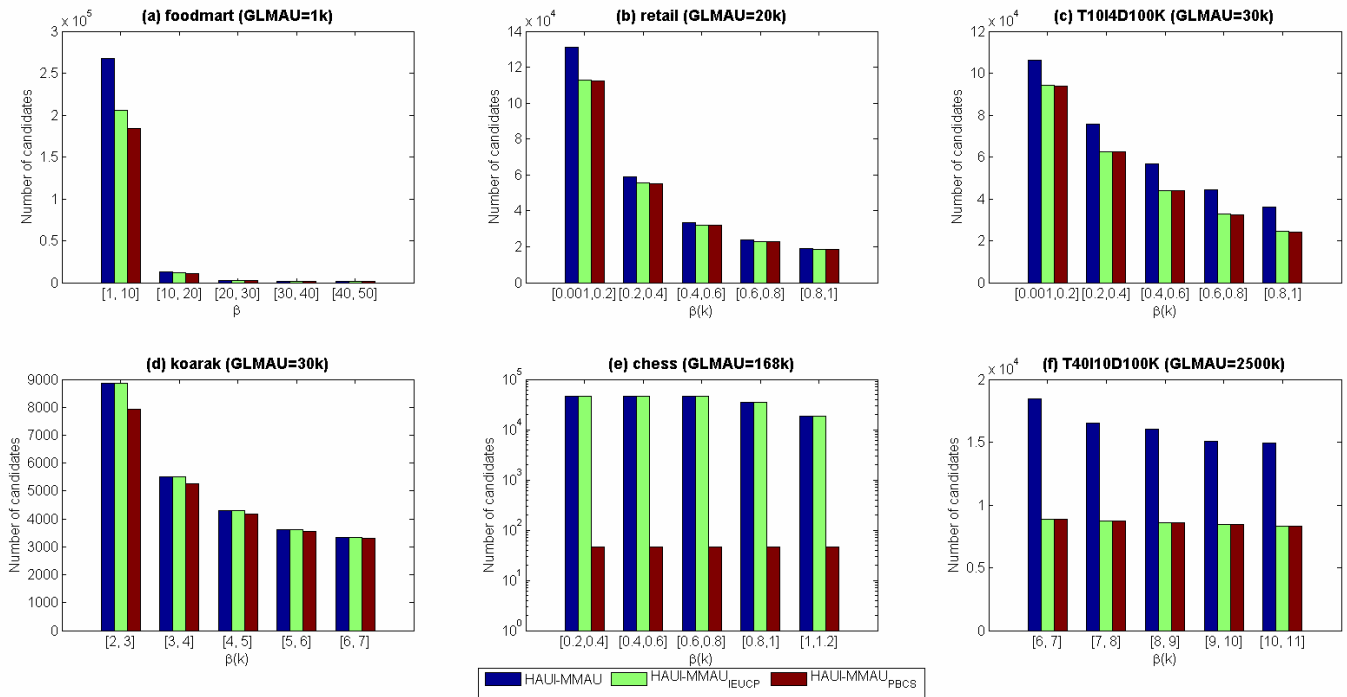 (a) foodmart (GLMAU=1k)
x 10^5
3
2.5
2
1.5
1
0.5
0
Number of candidates
[1, 10] [10, 20] [20, 30] [30, 40] [40, 50]
β
(b) retail (GLMAU=20k)
x 10^4
14
12
10
8
6
4
2
0
Number of candidates
[0.001,0.2] [0.2,0.4] [0.4,0.6] [0.6,0.8] [0.8,1]
β(k)
(c) T10I4D100K (GLMAU=30k)
x 10^4
12
10
8
6
4
2
0
Number of candidates
[0.001,0.2] [0.2,0.4] [0.4,0.6] [0.6,0.8] [0.8,1]
β(k)
(d) koarak (GLMAU=30k)
9000
8000
7000
6000
5000
4000
3000
2000
1000
0
Number of candidates
[2, 3] [3, 4] [4, 5] [5, 6] [6, 7]
β(k)
(e) chess (GLMAU=168k)
10^5
10^4
10^3
10^2
10^1
10^0
Number of candidates
[0.2,0.4] [0.4,0.6] [0.6,0.8] [0.8,1] [1,1.2]
β(k)
(f) T40I10D100K (GLMAU=2500k)
x 10^4
2
1.5
1
0.5
0
Number of candidates
[6, 7] [7, 8] [8, 9] [9, 10] [10, 11]
β(k)
HAUI-MMAU HAUI-MMAU_IEUCP HAUI-MMAU_PBCS